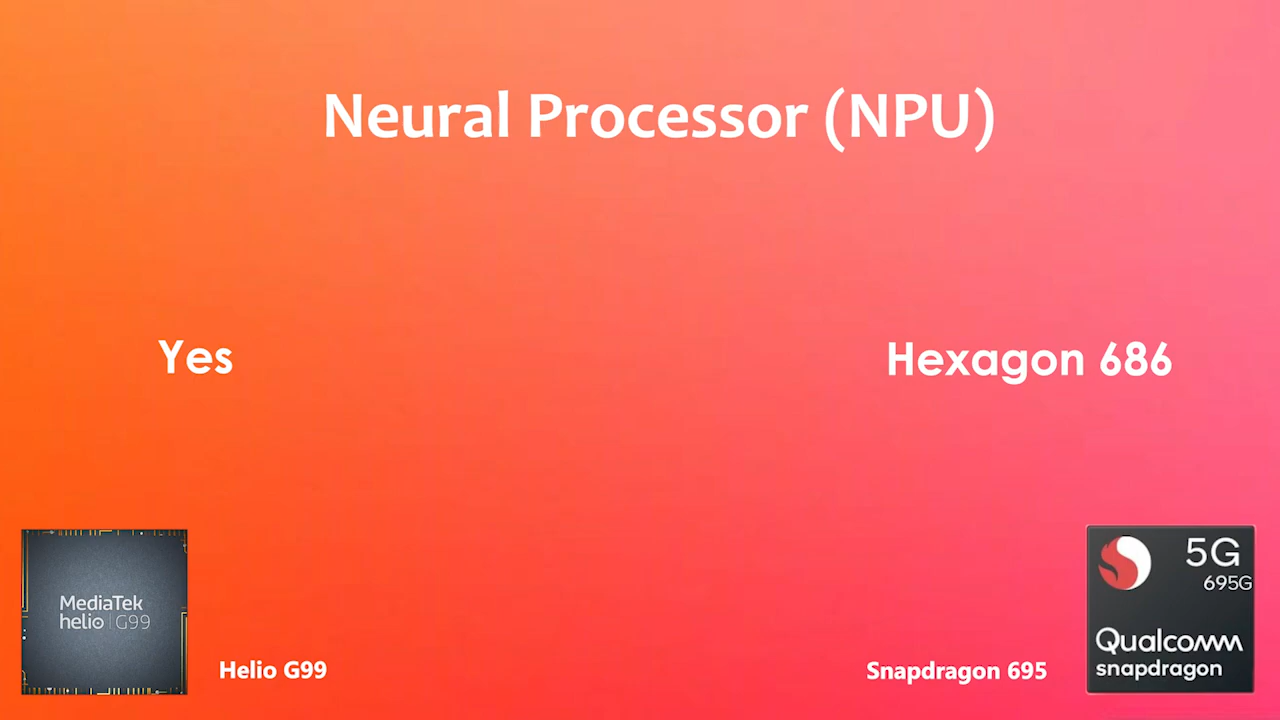 Neural Processor (NPU)
Yes
Hexagon 686
MediaTek
helio G99
Helio G99
Snapdragon 695
5G
695G
Qualcomm
snapdragon